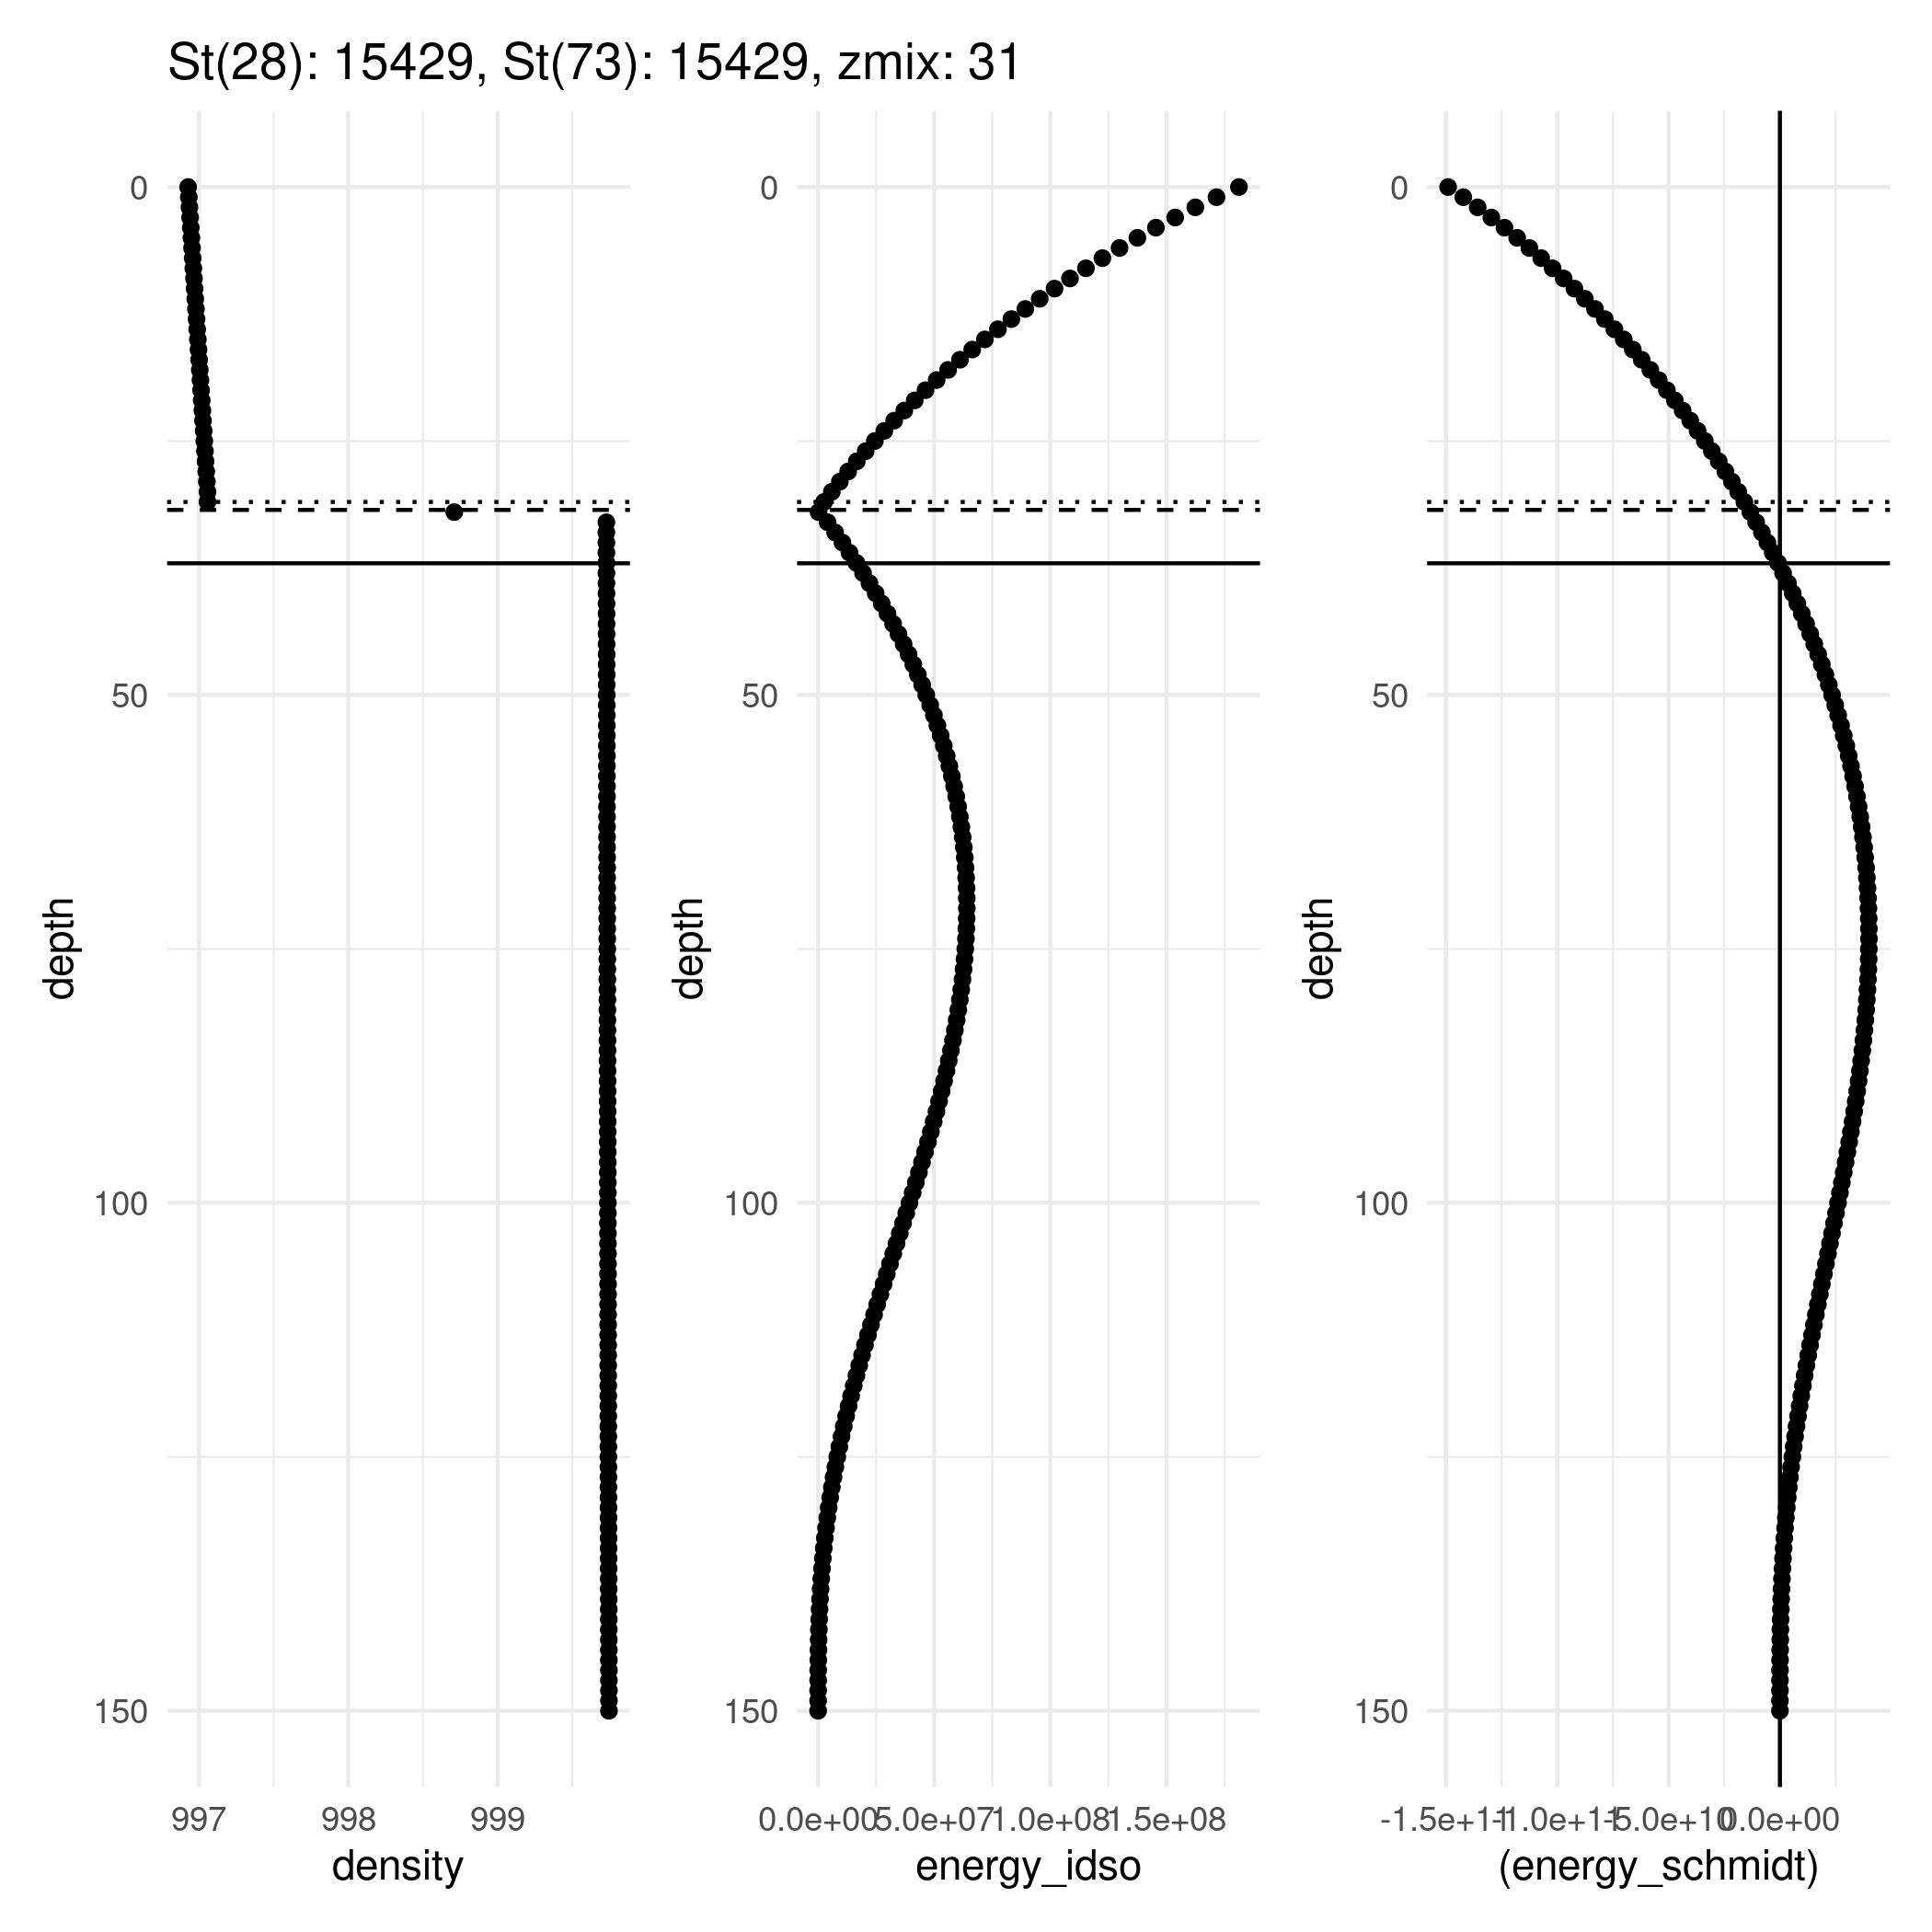 St(28): 15429, St(73): 15429, zmix: 31
depth
0
50
100
150
997
998
999
density
depth
0
50
100
150
0.0e+00
5.0e+07
1.0e+08
1.5e+08
energy_idso
depth
0
50
100
150
-1.5e+11
-1.0e+11
-5.0e+10
0.0e+00
(energy_schmidt)